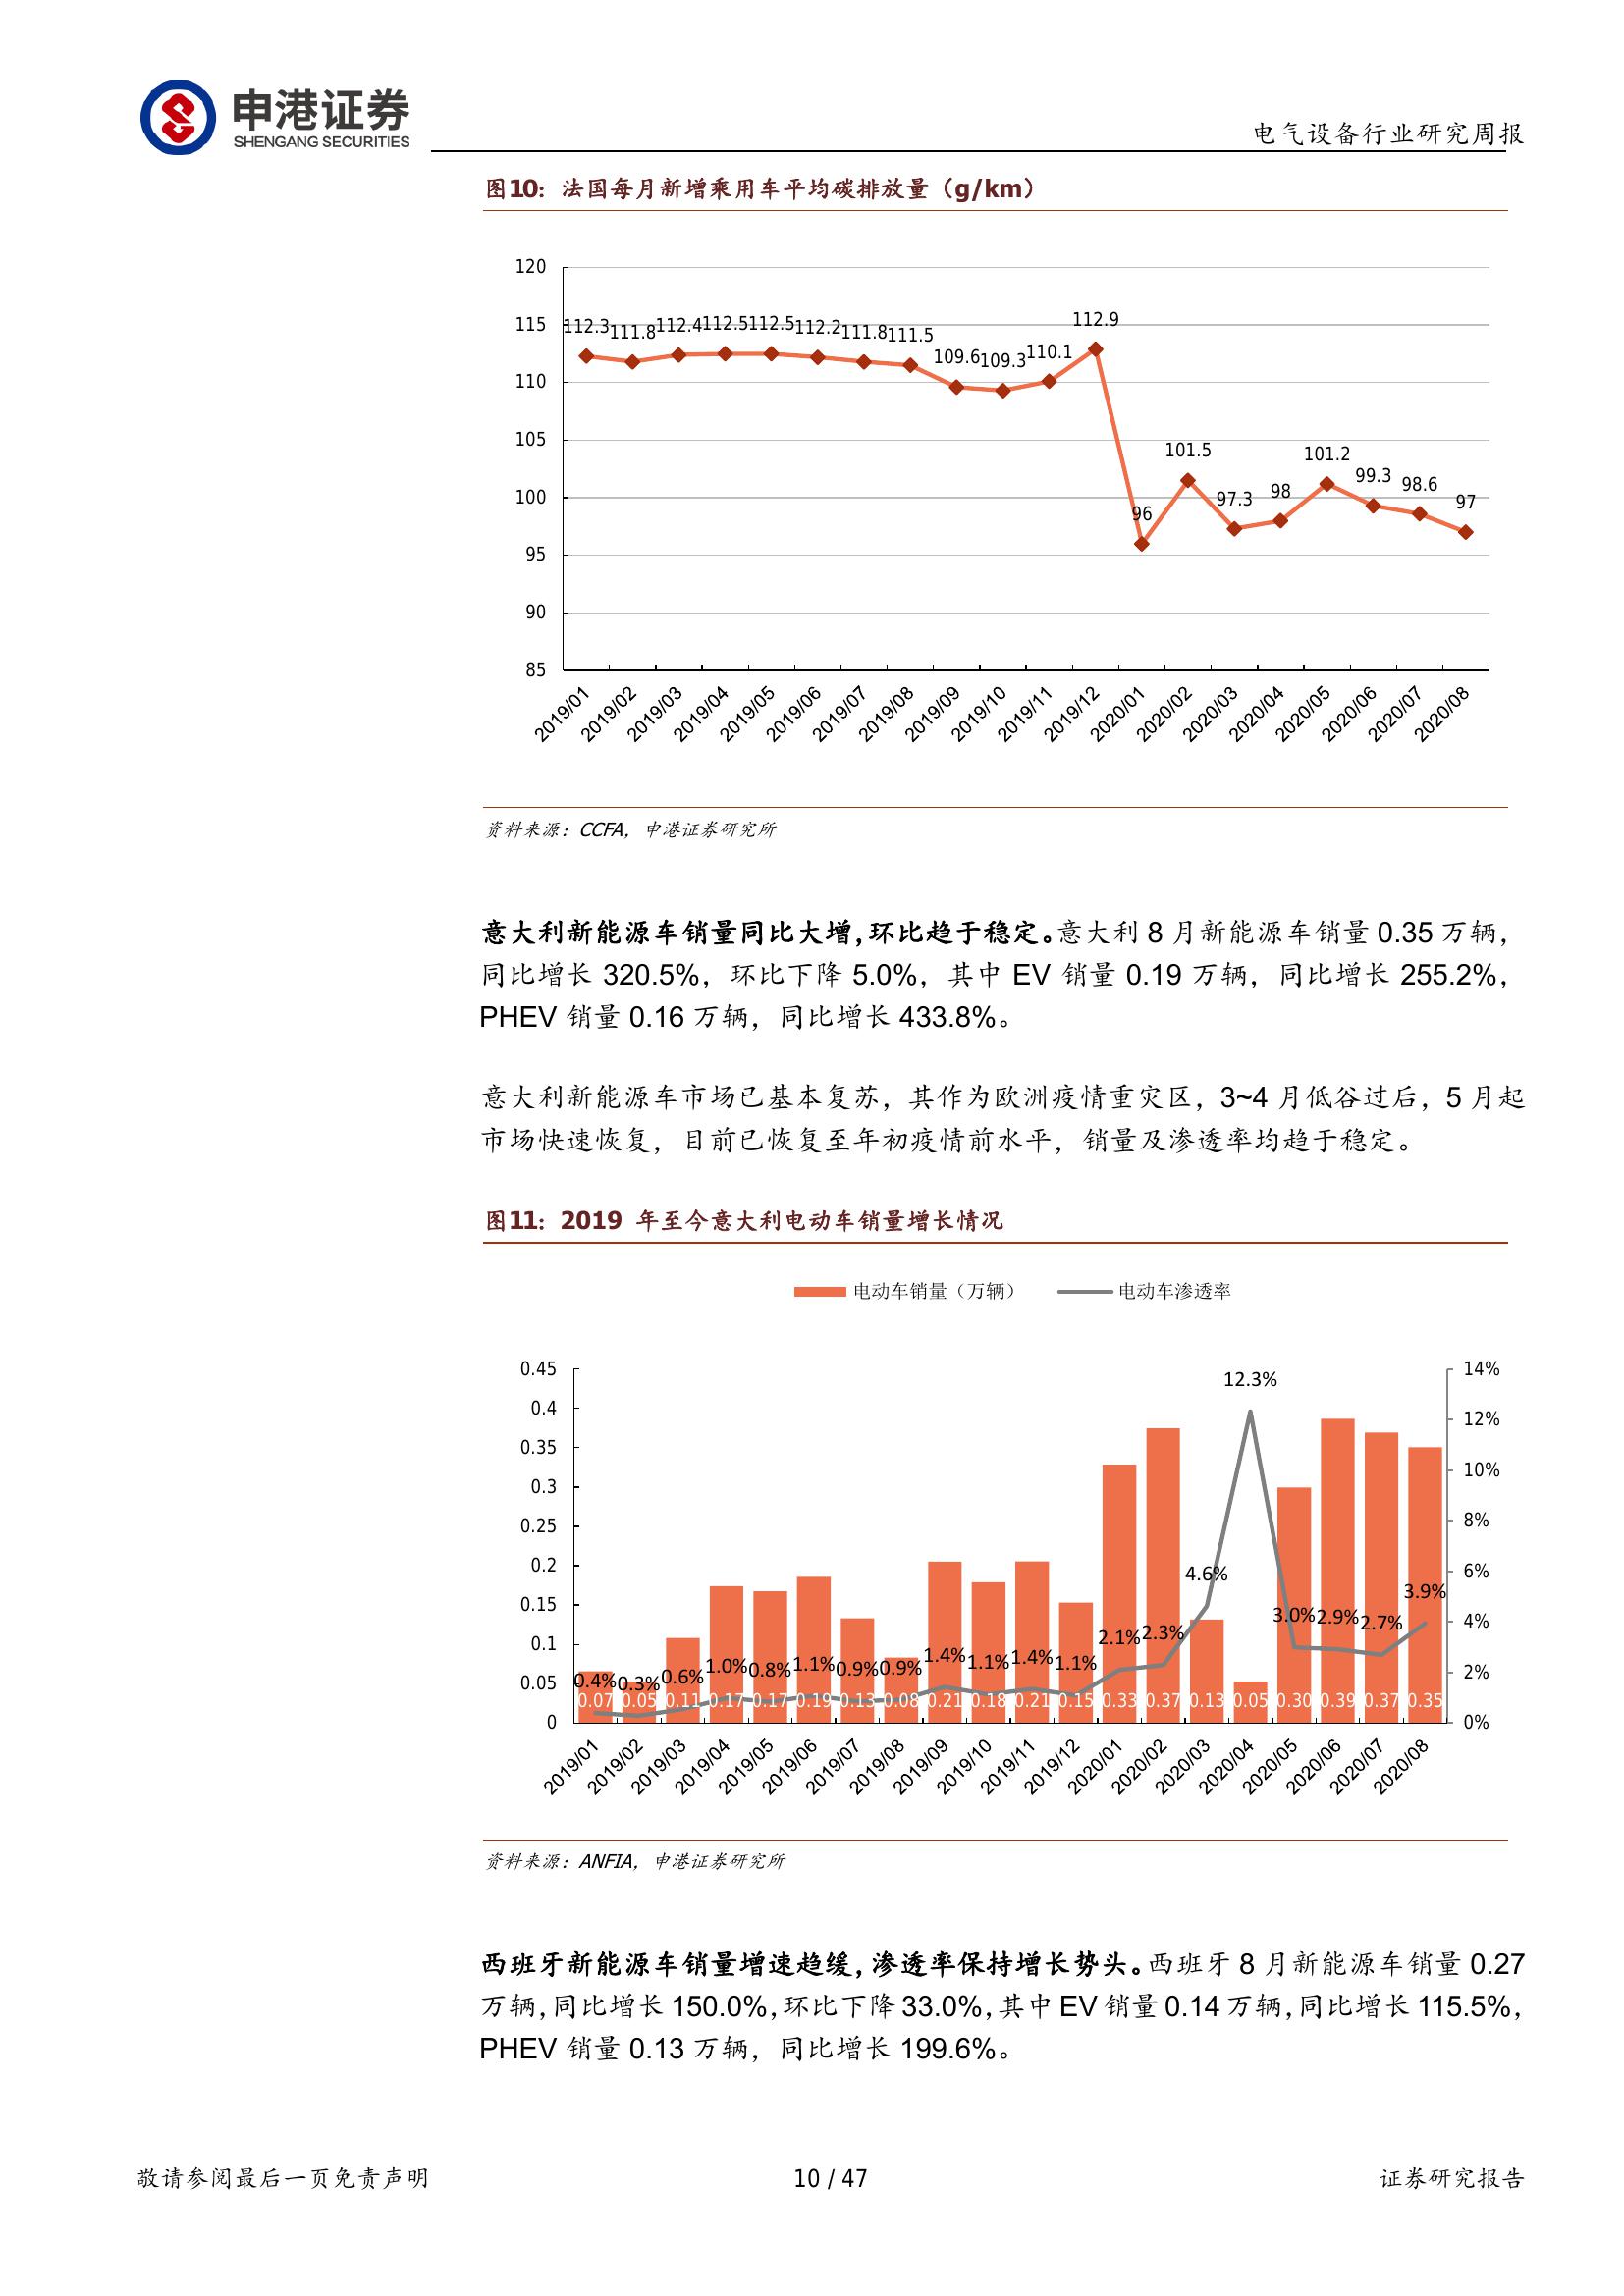 申港证券
SHENGANG SECURITIES
电气设备行业研究周报
图10：法国每月新增乘用车平均碳排放量（g/km）
120
115
110
105
100
95
90
85
112.3 111.8 112.4 112.5 112.5 112.2 111.8 111.5 109.6 109.3 110.1 112.9 96 101.5 97.3 98 101.2 99.3 98.6 97
2019/01 2019/02 2019/03 2019/04 2019/05 2019/06 2019/07 2019/08 2019/09 2019/10 2019/11 2019/12 2020/01 2020/02 2020/03 2020/04 2020/05 2020/06 2020/07 2020/08
资料来源：CCFA，申港证券研究所
意大利新能源车销量同比大增，环比趋于稳定。意大利 8 月新能源车销量 0.35 万辆，
同比增长 320.5%，环比下降 5.0%，其中 EV 销量 0.19 万辆，同比增长 255.2%，
PHEV 销量 0.16 万辆，同比增长 433.8%。
意大利新能源车市场已基本复苏，其作为欧洲疫情重灾区，3~4 月低谷过后，5 月起
市场快速恢复，目前已恢复至年初疫情前水平，销量及渗透率均趋于稳定。
图11：2019 年至今意大利电动车销量增长情况
电动车销量（万辆） 电动车渗透率
0.45
0.4
0.35
0.3
0.25
0.2
0.15
0.1
0.05
0
14%
12%
10%
8%
6%
4%
2%
0%
0.4% 0.3% 0.6% 1.0% 0.8% 1.1% 0.9% 0.9% 1.4% 1.1% 1.4% 1.1% 2.1% 2.3% 4.6% 12.3% 3.0% 2.9% 2.7% 3.9%
0.07 0.05 0.11 0.17 0.17 0.19 0.13 0.08 0.21 0.18 0.21 0.15 0.33 0.37 0.13 0.05 0.30 0.39 0.37 0.35
2019/01 2019/02 2019/03 2019/04 2019/05 2019/06 2019/07 2019/08 2019/09 2019/10 2019/11 2019/12 2020/01 2020/02 2020/03 2020/04 2020/05 2020/06 2020/07 2020/08
资料来源：ANFIA，申港证券研究所
西班牙新能源车销量增速趋缓，渗透率保持增长势头。西班牙 8 月新能源车销量 0.27
万辆，同比增长 150.0%，环比下降 33.0%，其中 EV 销量 0.14 万辆，同比增长 115.5%，
PHEV 销量 0.13 万辆，同比增长 199.6%。
敬请参阅最后一页免责声明
10 / 47
证券研究报告